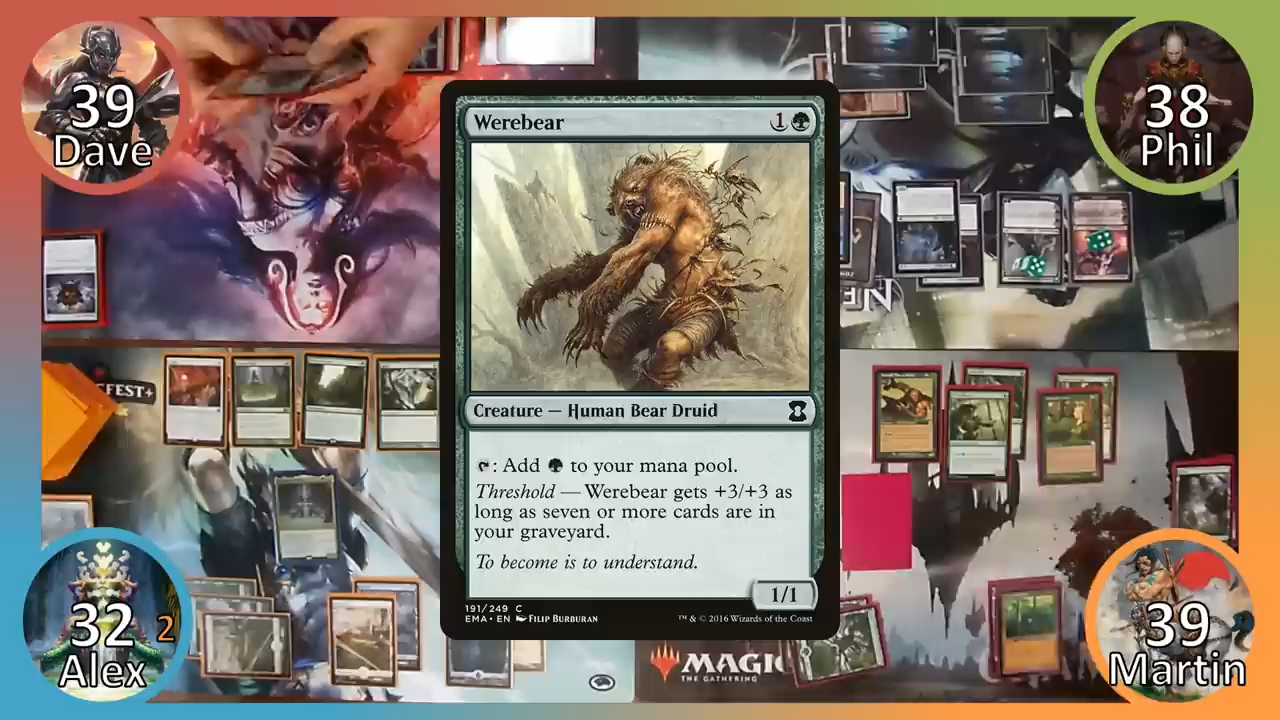 39
Dave
38
Phil
Werebear
1
Creature — Human Bear Druid
: Add to your mana pool.
Threshold — Werebear gets +3/+3 as
long as seven or more cards are in
your graveyard.
To become is to understand.
1/1
191/249 C
EMA • EN FILIP BURBURAN
™ & © 2016 Wizards of the Coast
FEST+
32
2
Alex
39
Martin
MAGIC
THE GATHERING